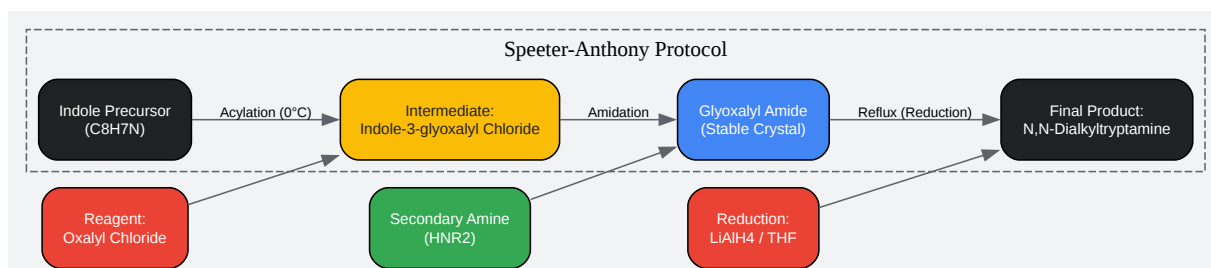 Speeter-Anthony Protocol
Indole Precursor
(C8H7N)
Acylation (0°C)
Intermediate:
Indole-3-glyoxalyl Chloride
Amidation
Glyoxalyl Amide
(Stable Crystal)
Reflux (Reduction)
Final Product:
N,N-Dialkyltryptamine
Reagent:
Oxalyl Chloride
Secondary Amine
(HNR2)
Reduction:
LiAlH4 / THF